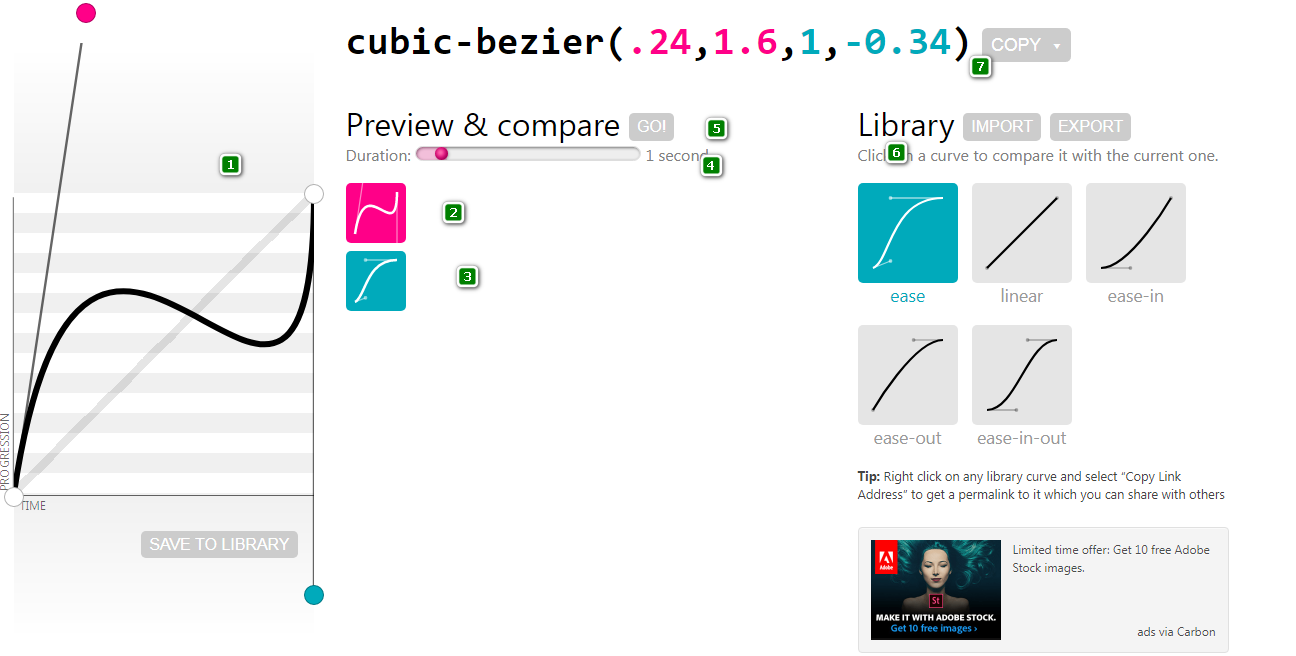 cubic-bezier(.24,1.6,1,-0.34)
COPY
7
Preview & compare GO!
5
Duration: 1 second
4
1
2
3
PROGRESSION
TIME
SAVE TO LIBRARY
Library IMPORT EXPORT
6
Click on a curve to compare it with the current one.
ease linear ease-in
ease-out ease-in-out
Tip: Right click on any library curve and select “Copy Link
Address” to get a permalink to it which you can share with others
Adobe
St
MAKE IT WITH ADOBE STOCK.
Get 10 free images ›
Limited time offer: Get 10 free Adobe
Stock images.
ads via Carbon